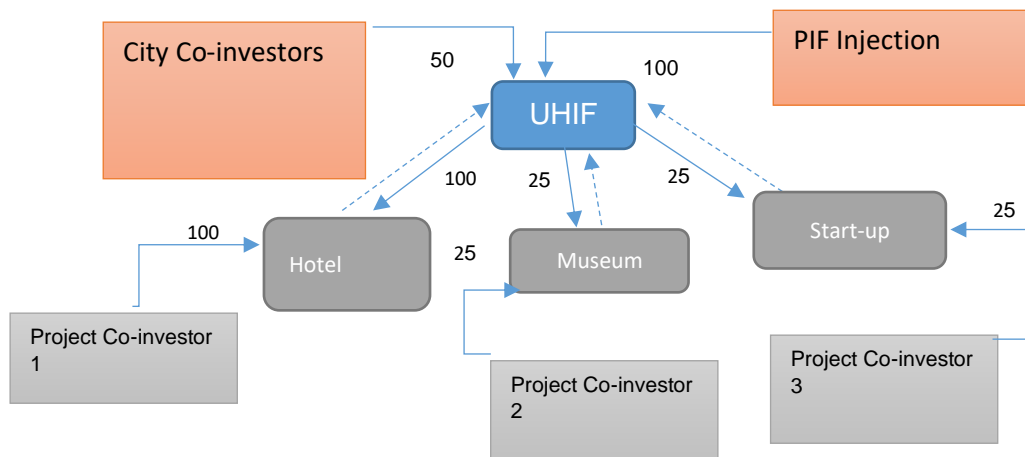 City Co-investors
PIF Injection
50
100
UHIF
100
25
25
Start-up
25
100
Hotel
25
Museum
Project Co-investor
1
Project Co-investor
2
Project Co-investor
3